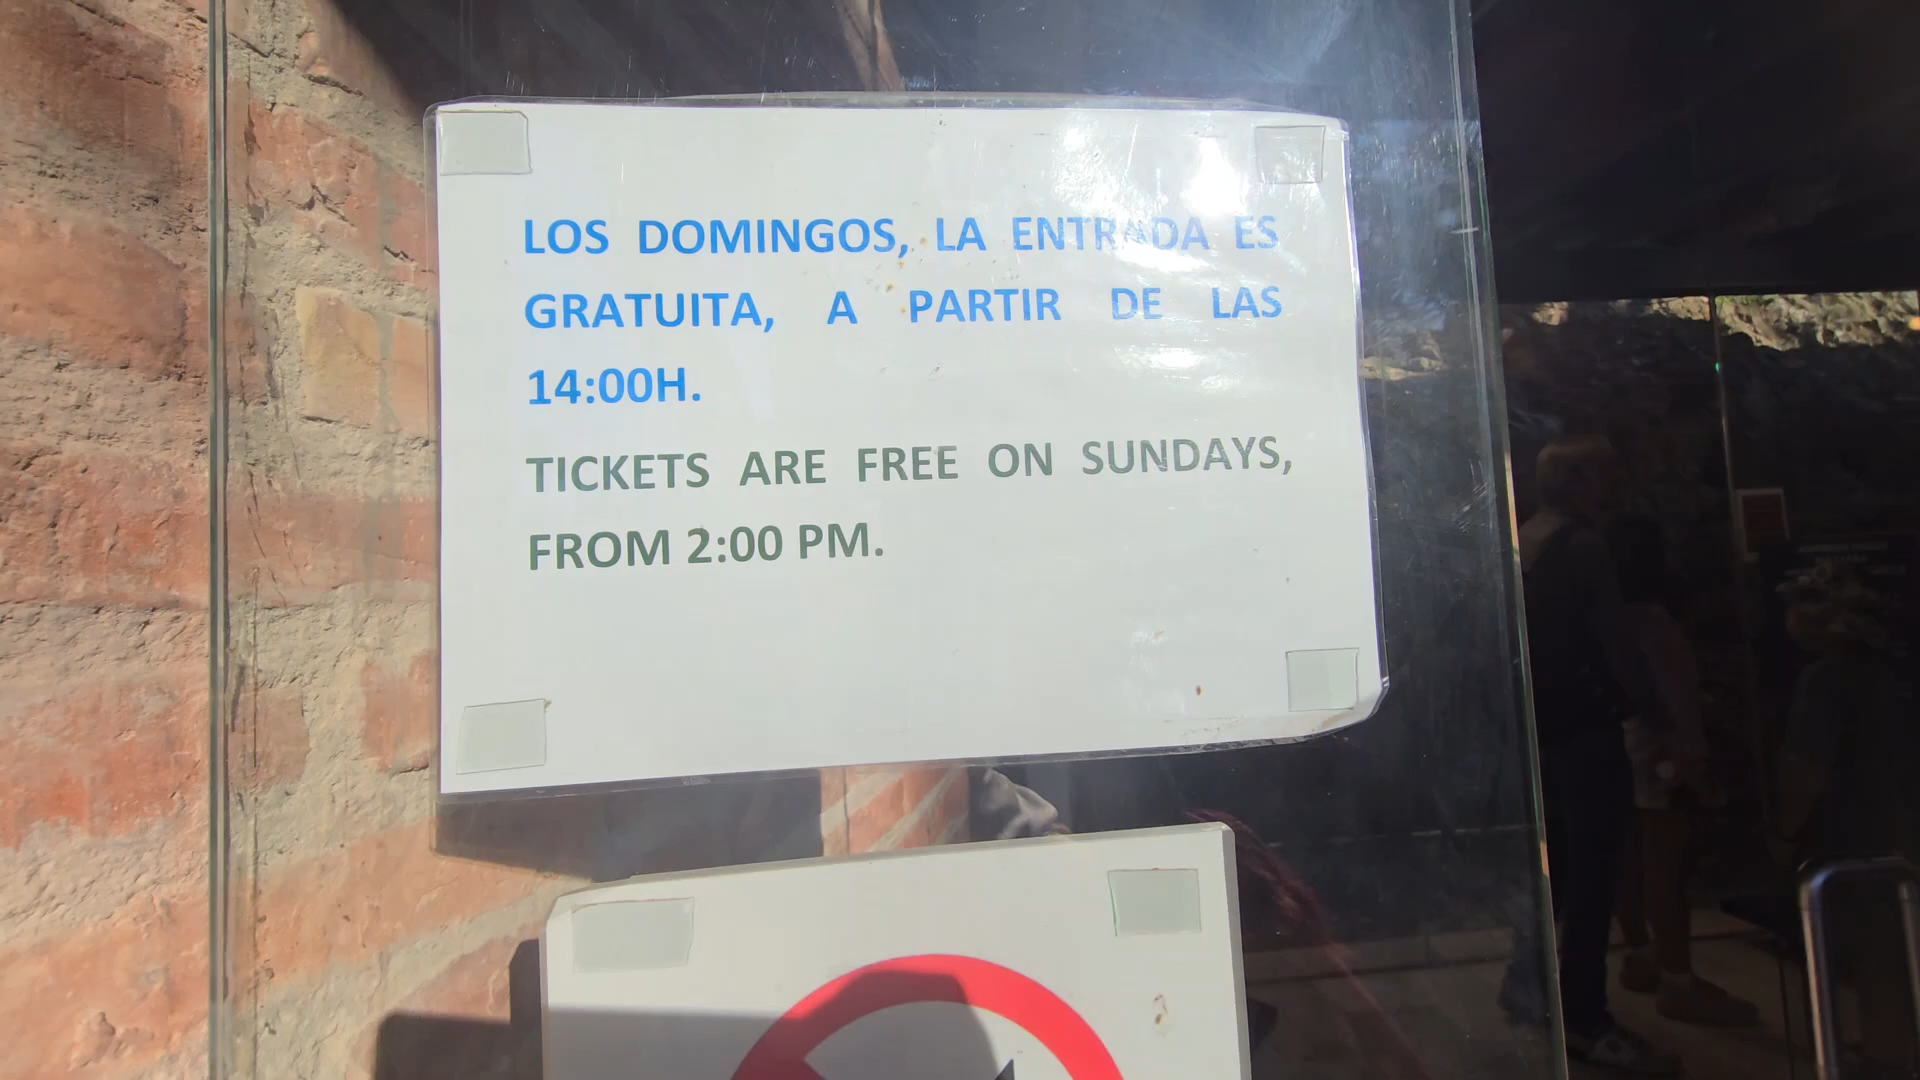 LOS DOMINGOS, LA ENTRADA ES
GRATUITA, A PARTIR DE LAS
14:00H.
TICKETS ARE FREE ON SUNDAYS,
FROM 2:00 PM.